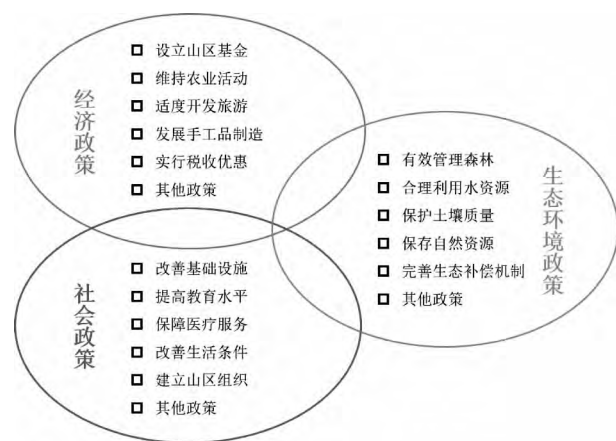 经济政策
设立山区基金
维持农业活动
适度开发旅游
发展手工品制造
实行税收优惠
其他政策
生态环境政策
有效管理森林
合理利用水资源
保护土壤质量
保存自然资源
完善生态补偿机制
其他政策
社会政策
改善基础设施
提高教育水平
保障医疗服务
改善生活条件
建立山区组织
其他政策